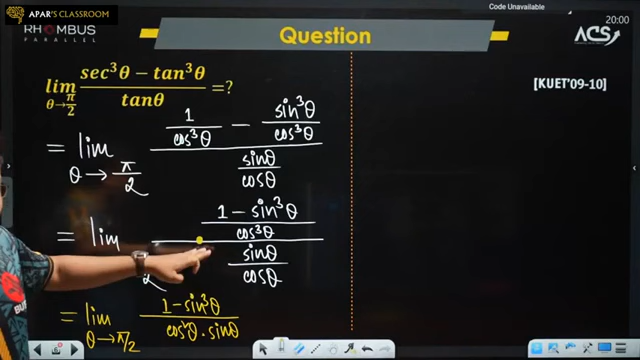 APAR'S CLASSROOM
Code Unavailable
RHOMBUS
PARALLEL
Question
20:00
ACS
lim θ→π/2 (sec³θ − tan³θ)/tanθ =?
[KUET'09-10]
= lim θ→π/2 (1/cos³θ − sin³θ/cos³θ)/(sinθ/cosθ)
= lim ((1 − sin³θ)/cos³θ)/(sinθ/cosθ)
= lim θ→π/2 (1 − sin³θ)/(cos²θ · sinθ)